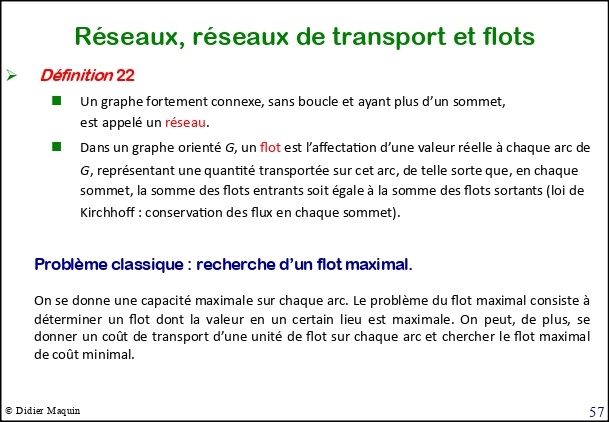 Réseaux, réseaux de transport et flots
Définition 22
Un graphe fortement connexe, sans boucle et ayant plus d'un sommet,
est appelé un réseau.
Dans un graphe orienté G, un flot est l'affectation d'une valeur réelle à chaque arc de
G, représentant une quantité transportée sur cet arc, de telle sorte que, en chaque
sommet, la somme des flots entrants soit égale à la somme des flots sortants (loi de
Kirchhoff : conservation des flux en chaque sommet).
Problème classique : recherche d'un flot maximal.
On se donne une capacité maximale sur chaque arc. Le problème du flot maximal consiste à
déterminer un flot dont la valeur en un certain lieu est maximale. On peut, de plus, se
donner un coût de transport d'une unité de flot sur chaque arc et chercher le flot maximal
de coût minimal.
© Didier Maquin
57